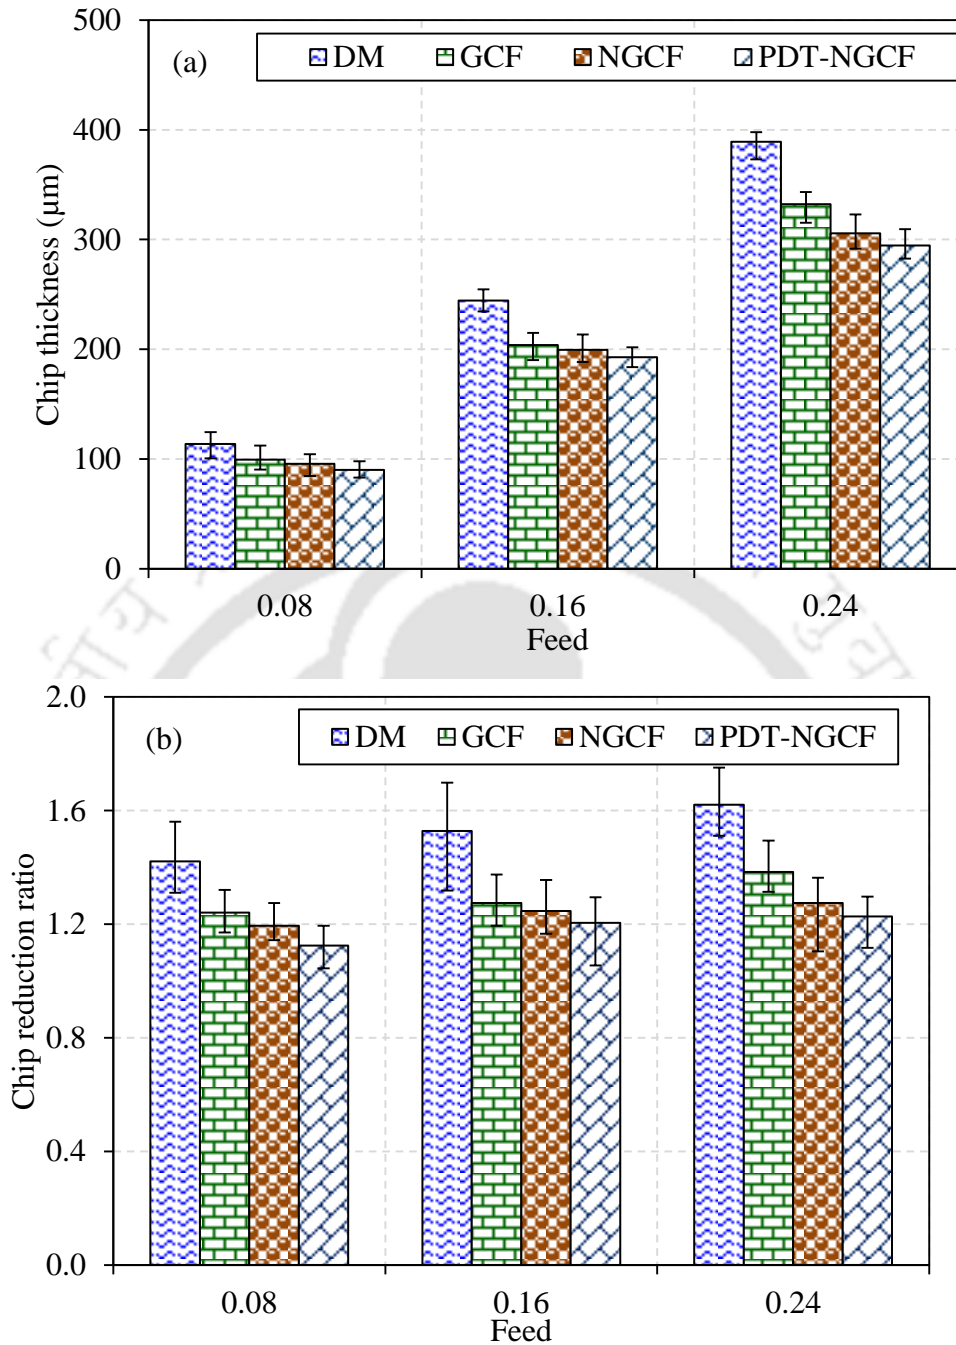 500
(a)
DM GCF NGCF PDT-NGCF
400
300
200
100
0
Chip thickness (μm)
0.08 0.16 0.24
Feed
2.0
(b)
DM GCF NGCF PDT-NGCF
1.6
1.2
0.8
0.4
0.0
Chip reduction ratio
0.08 0.16 0.24
Feed